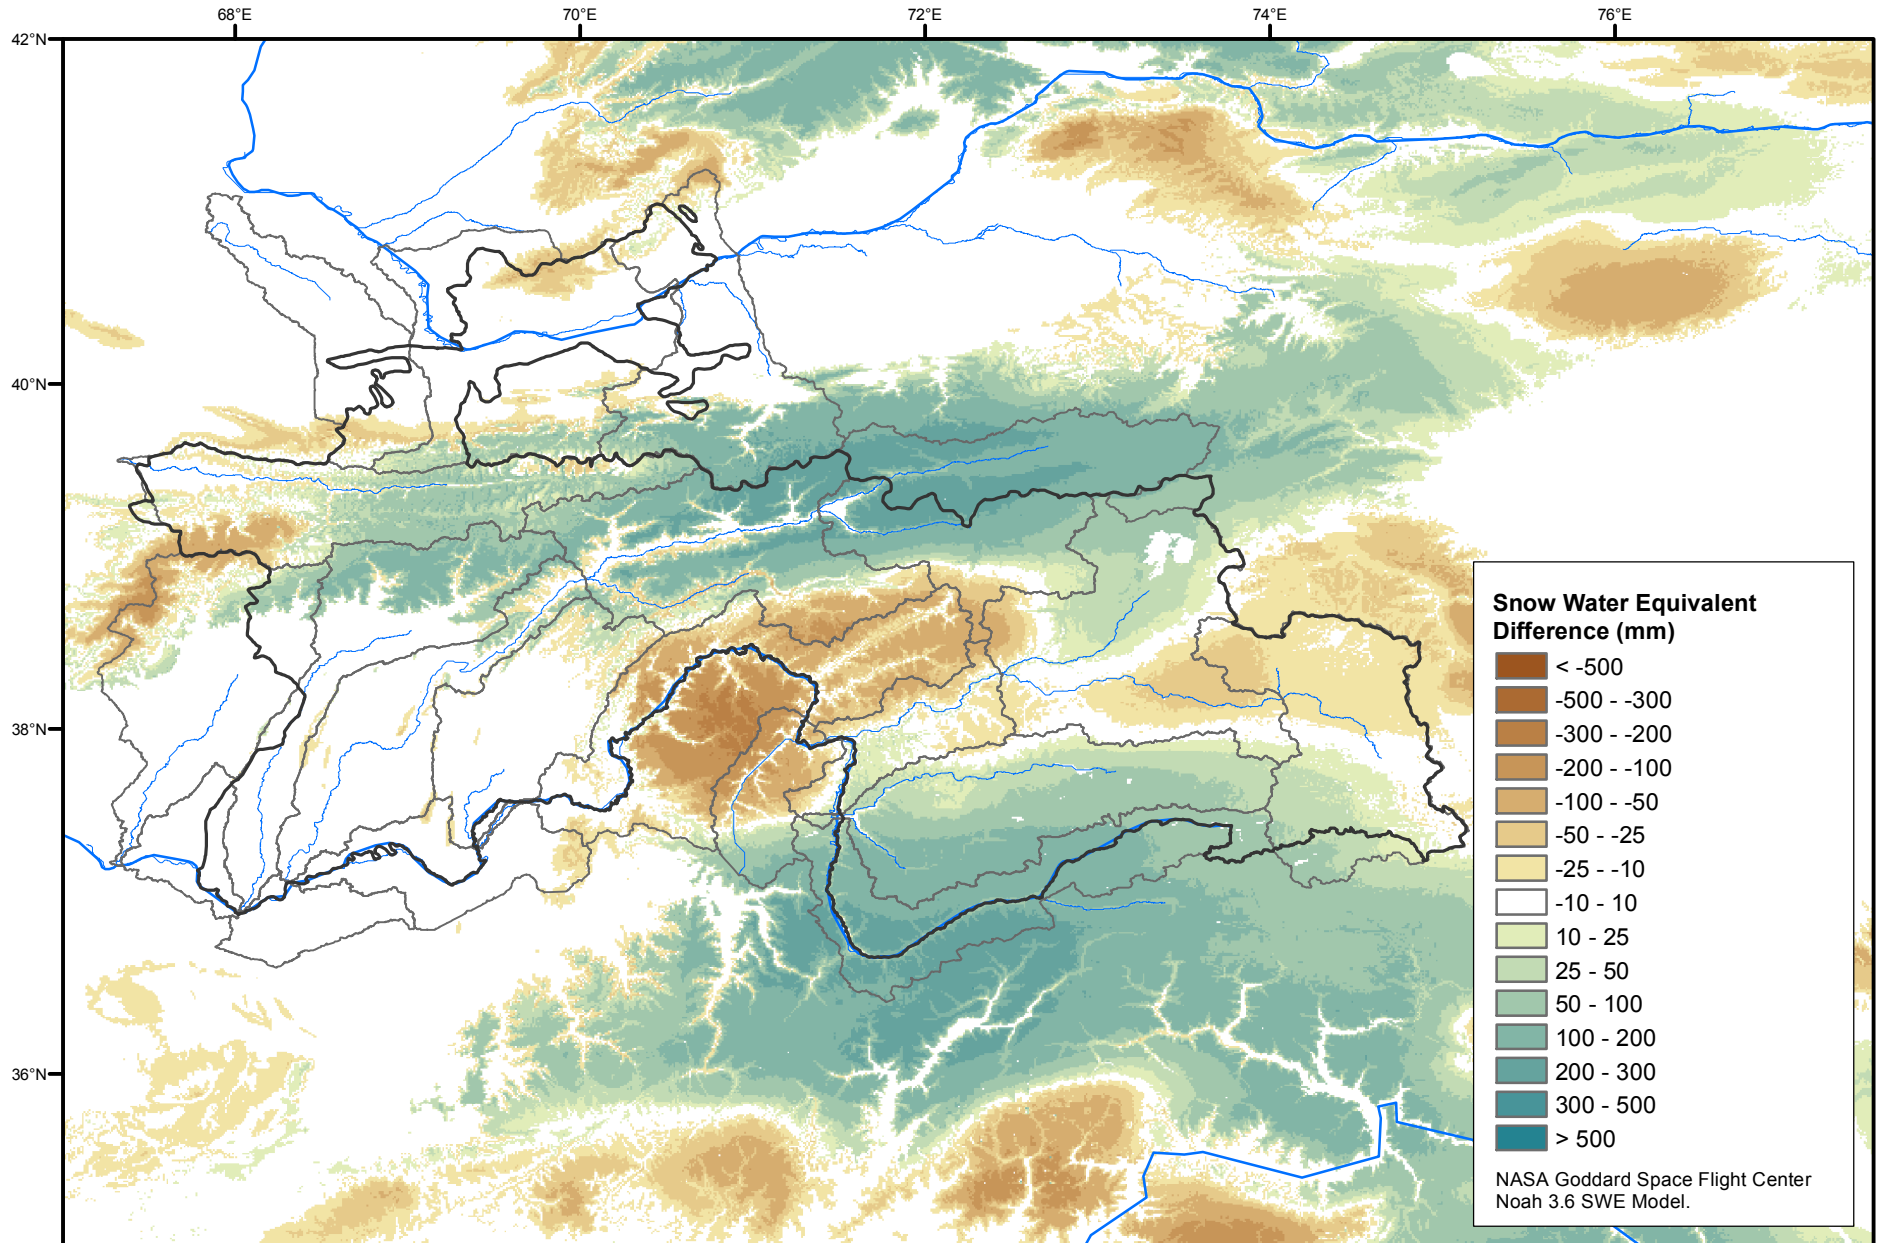 68°E 70°E 72°E 74°E 76°E
42°N
40°N
38°N
36°N
Snow Water Equivalent
Difference (mm)
< -500
-500 - -300
-300 - -200
-200 - -100
-100 - -50
-50 - -25
-25 - -10
-10 - 10
10 - 25
25 - 50
50 - 100
100 - 200
200 - 300
300 - 500
> 500
NASA Goddard Space Flight Center
Noah 3.6 SWE Model.